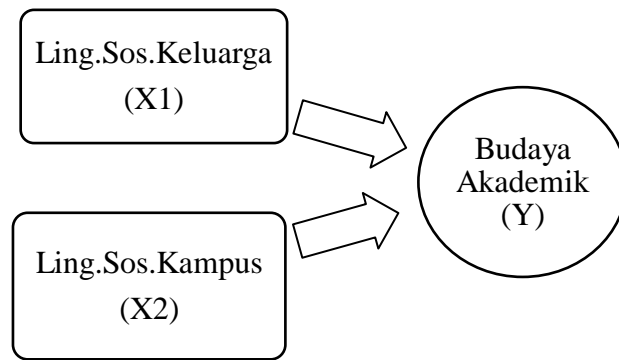 Ling.Sos.Keluarga
(X1)
Budaya
Akademik
(Y)
Ling.Sos.Kampus
(X2)